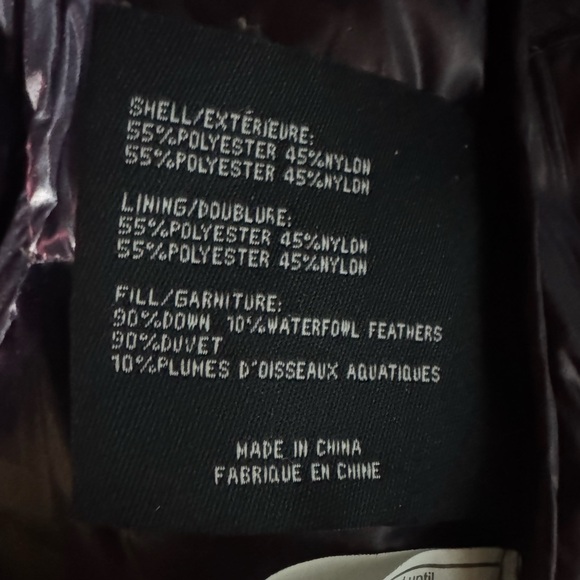 SHELL/EXTÉRIEURE:
55%POLYESTER 45%NYLON
55%POLYESTER 45%NYLON
LINING/DOUBLURE:
55%POLYESTER 45%NYLON
55%POLYESTER 45%NYLON
FILL/GARNITURE:
90%DOWN 10%WATERFOWL FEATHERS
90%DUVET
10%PLUMES D'OISSEAUX AQUATIQUES
MADE IN CHINA
FABRIQUE EN CHINE
until